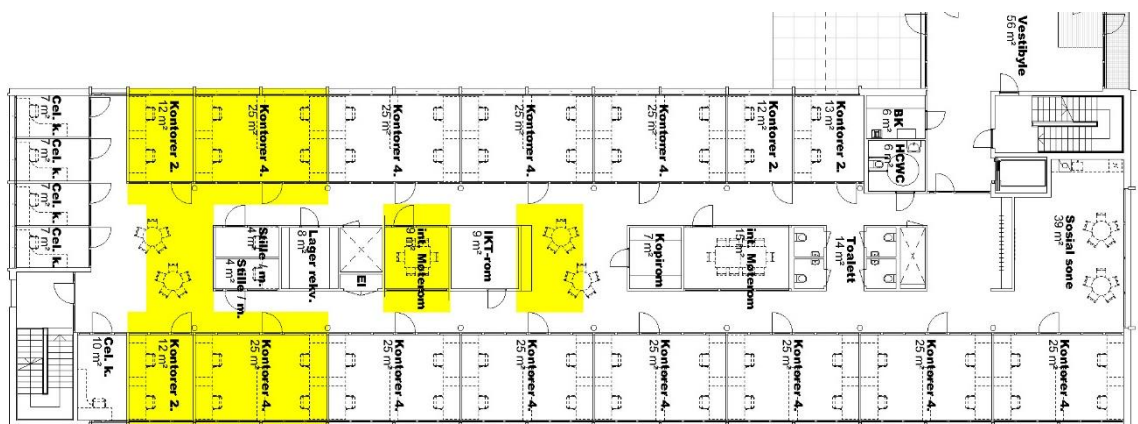 Vestibyle
56 m²
Cel. k.
7 m²
Cel. k.
7 m²
Cel. k.
7 m²
Cel. k.
7 m²
Kontorer 2.
12 m²
Kontorer 4.
25 m²
Kontorer 4.
25 m²
Kontorer 4.
25 m²
Kontorer 4.
25 m²
Kontorer 2.
12 m²
Kontorer 2.
13 m²
BK
6 m²
HCWC
6 m²
Stille / m.
4 m²
Stille / m.
4 m²
Lager rekv.
8 m²
El
int. Møterom
9 m²
IKT-rom
9 m²
Kopirom
7 m²
int. Møterom
15 m²
Toalett
14 m²
Sosial sone
39 m²
Cel. k.
10 m²
Kontorer 2.
12 m²
Kontorer 4.
25 m²
Kontorer 4.
25 m²
Kontorer 4.
25 m²
Kontorer 4.
25 m²
Kontorer 4.
25 m²
Kontorer 4.
25 m²
Kontorer 4.
25 m²